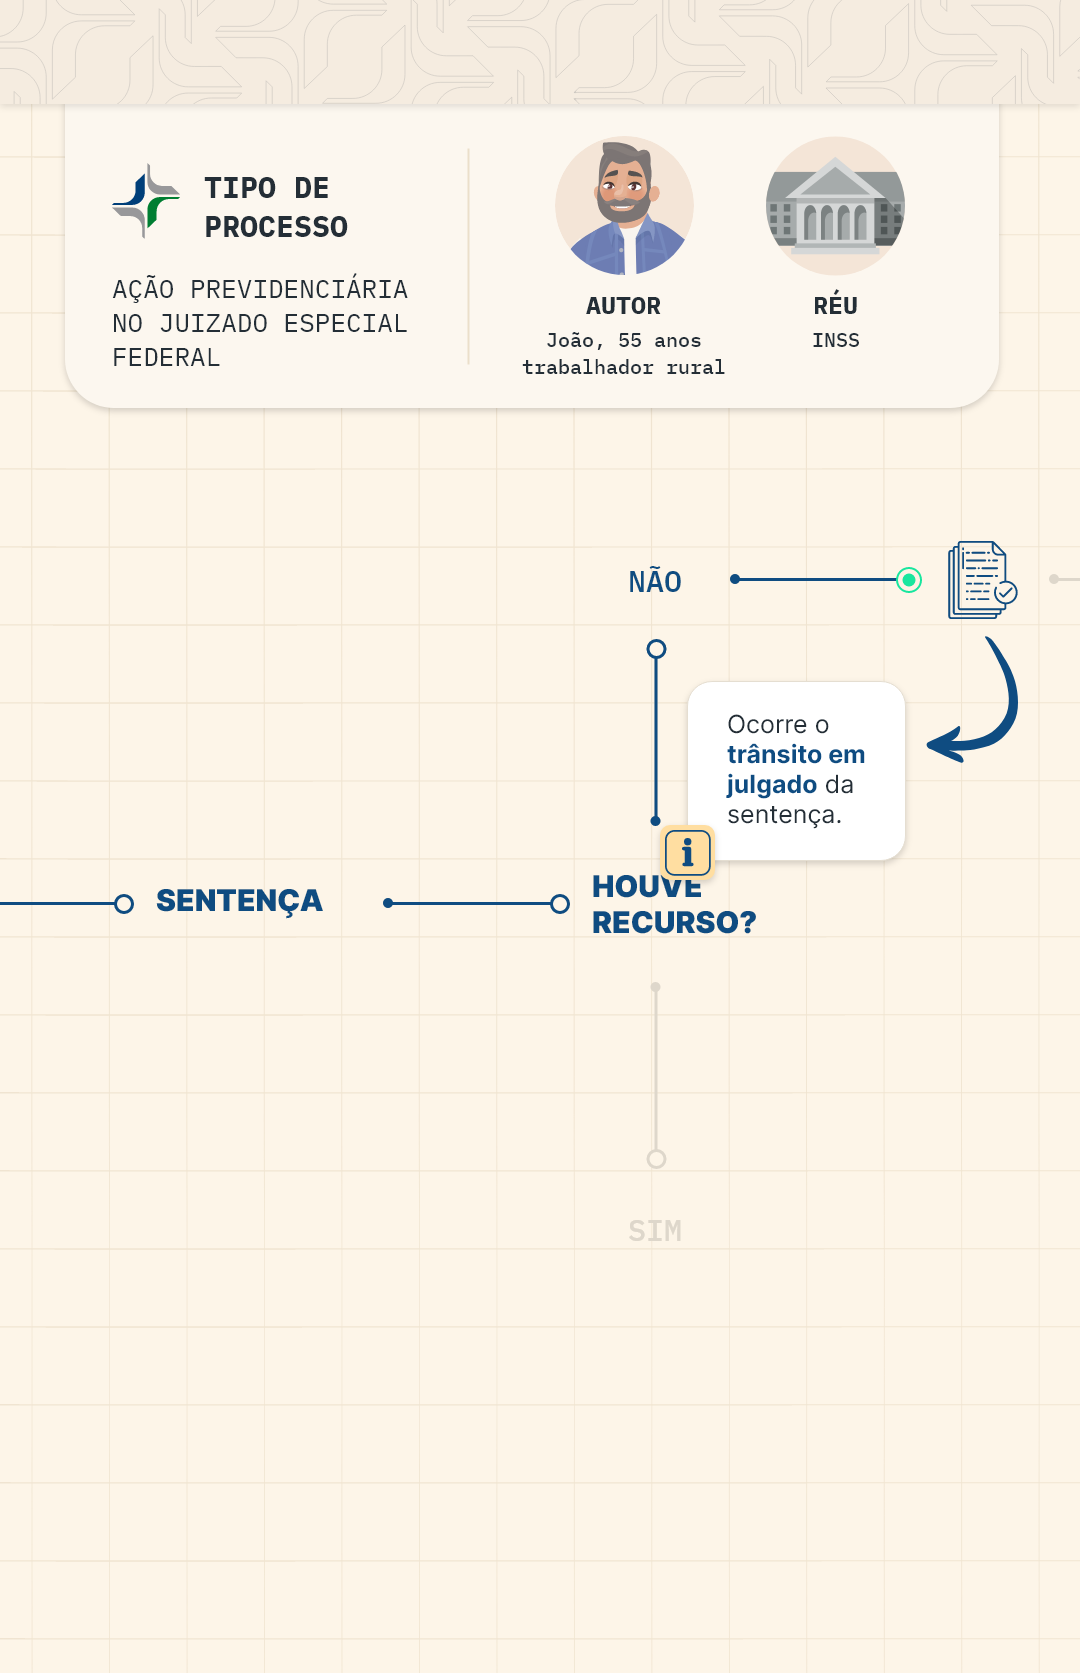 TIPO DE
PROCESSO
AÇÃO PREVIDENCIÁRIA
NO JUIZADO ESPECIAL
FEDERAL
AUTOR
João, 55 anos
trabalhador rural
RÉU
INSS
NÃO
Ocorre o
trânsito em
julgado da
sentença.
i
SENTENÇA
HOUVE
RECURSO?
SIM